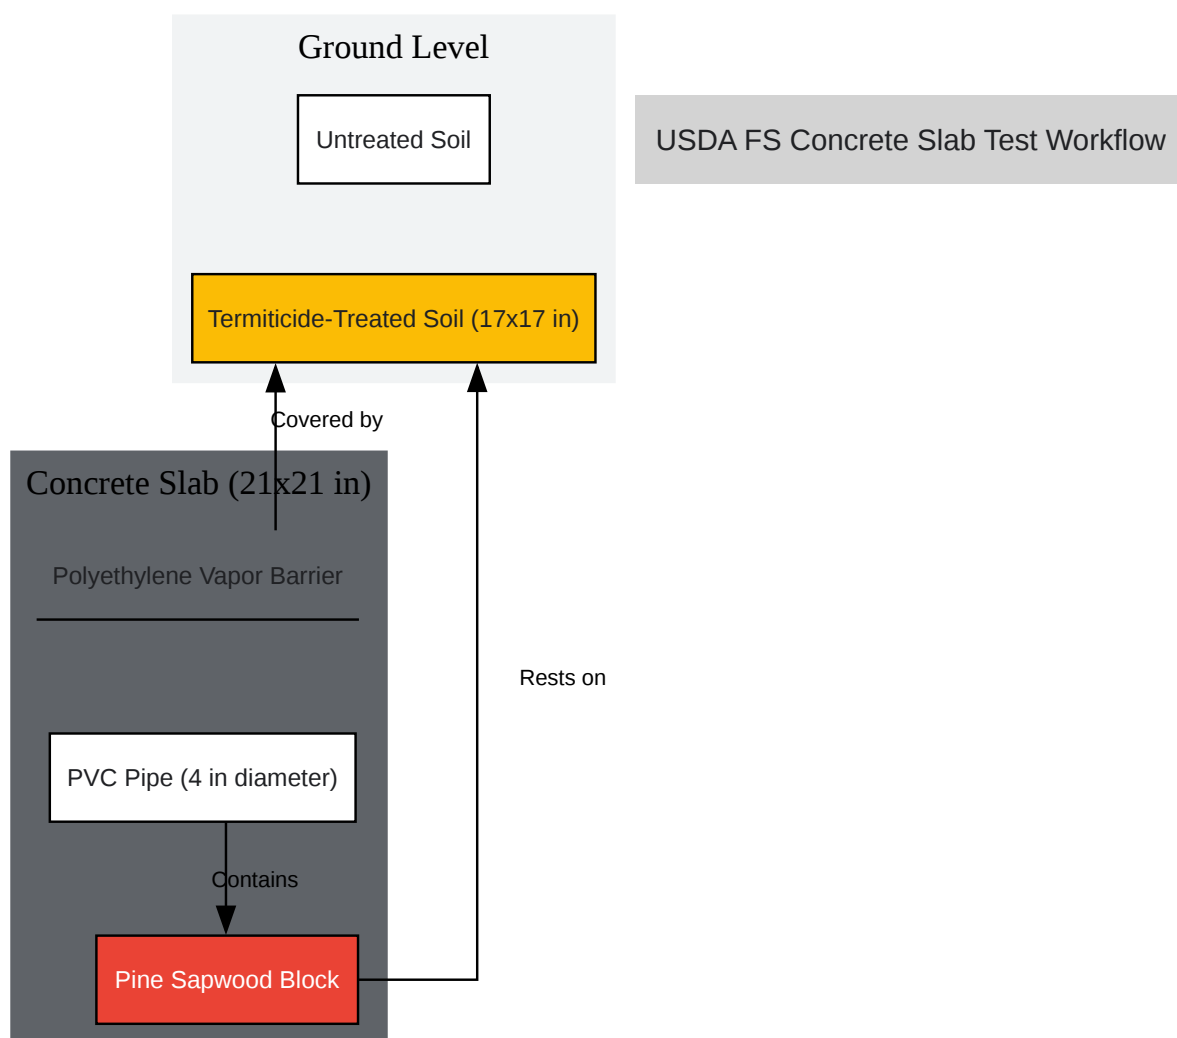 Ground Level
Untreated Soil
USDA FS Concrete Slab Test Workflow
Termiticide-Treated Soil (17x17 in)
Covered by
Concrete Slab (21x21 in)
Polyethylene Vapor Barrier
Rests on
PVC Pipe (4 in diameter)
Contains
Pine Sapwood Block